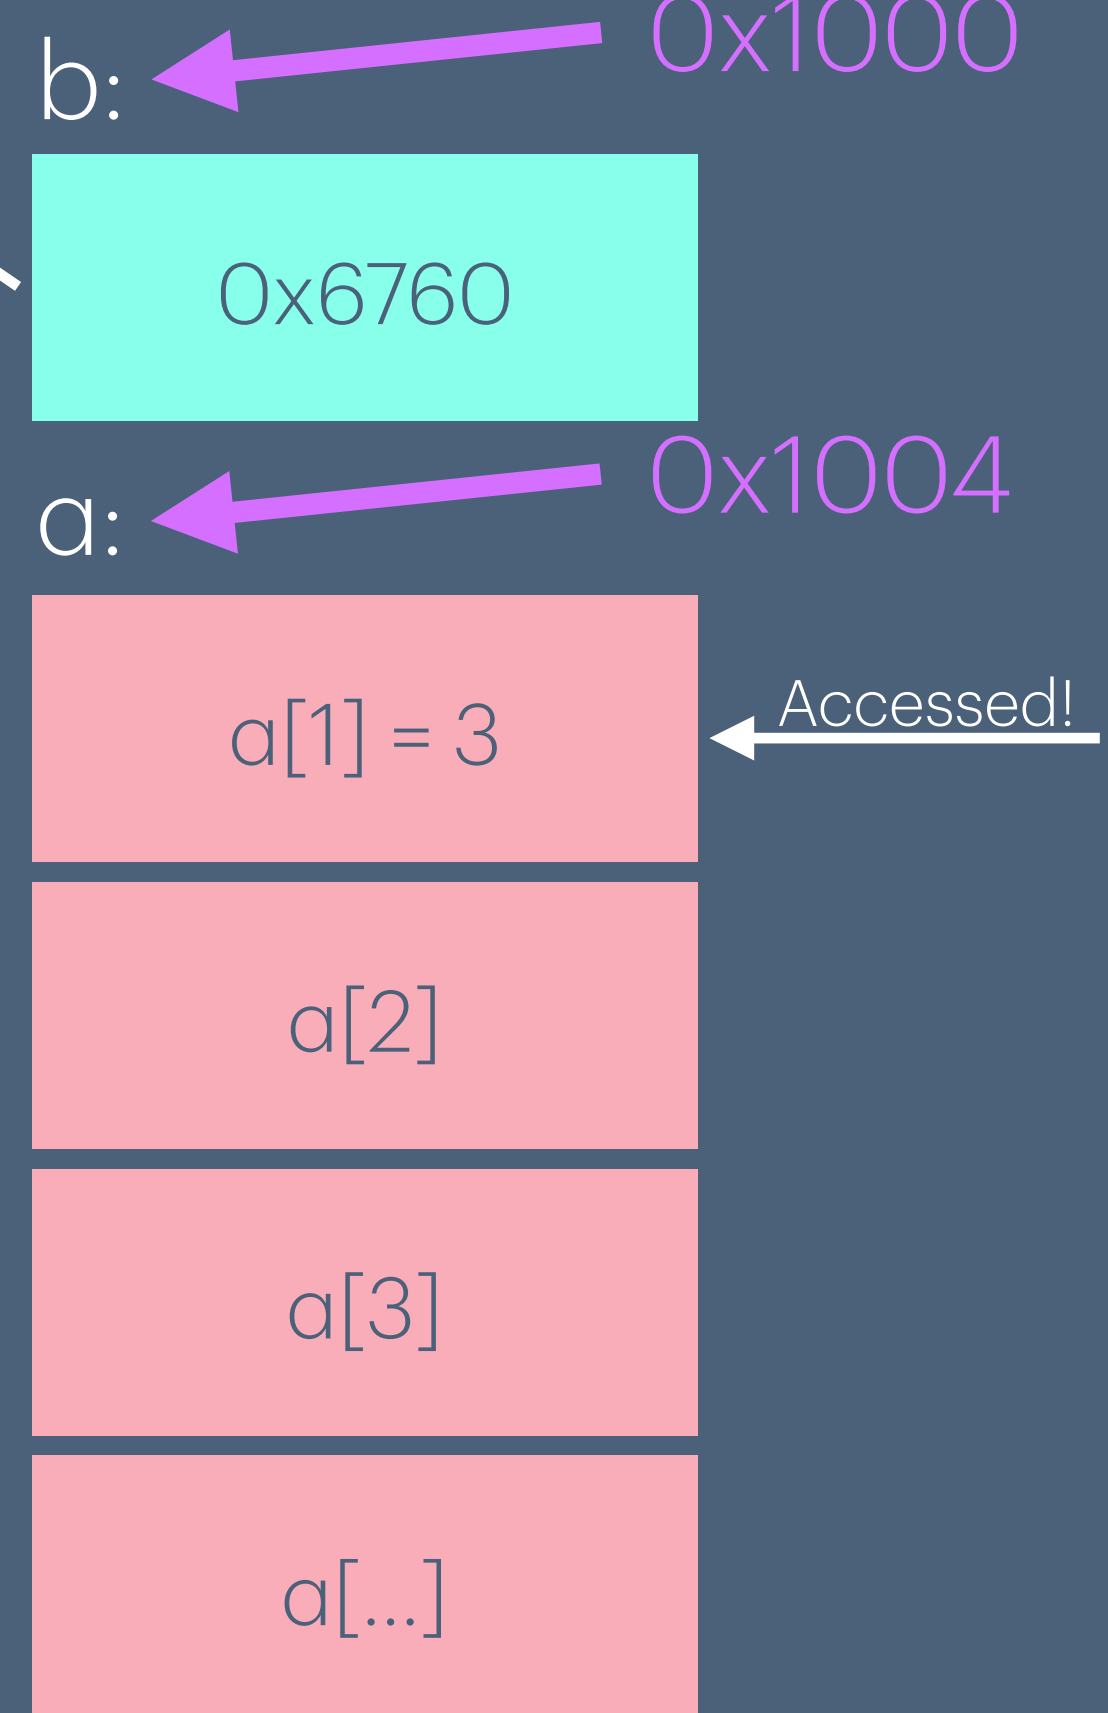 0x1000
b:
0x6760
0x1004
a:
a[1] = 3
Accessed!
a[2]
a[3]
a[...]